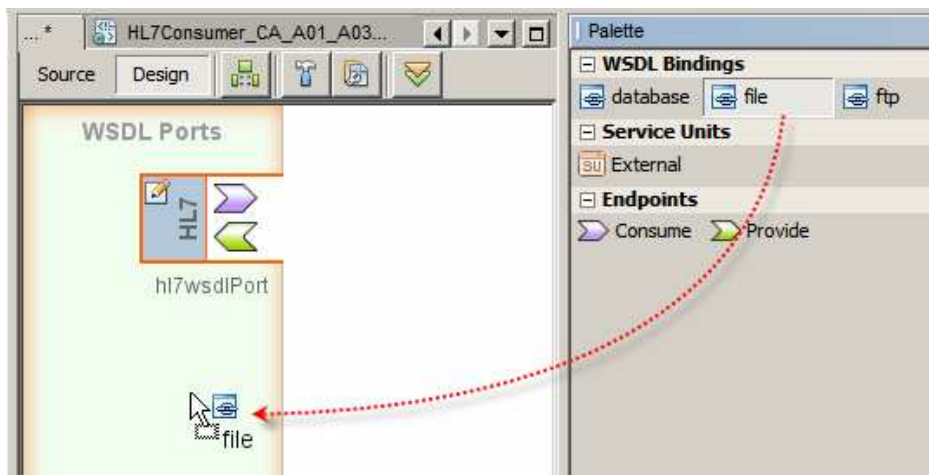 ... *
HL7Consumer_CA_A01_A03...
Source
Design
WSDL Ports
HL7
hl7wsdlPort
file
Palette
WSDL Bindings
database
file
ftp
Service Units
SU External
Endpoints
Consume
Provide